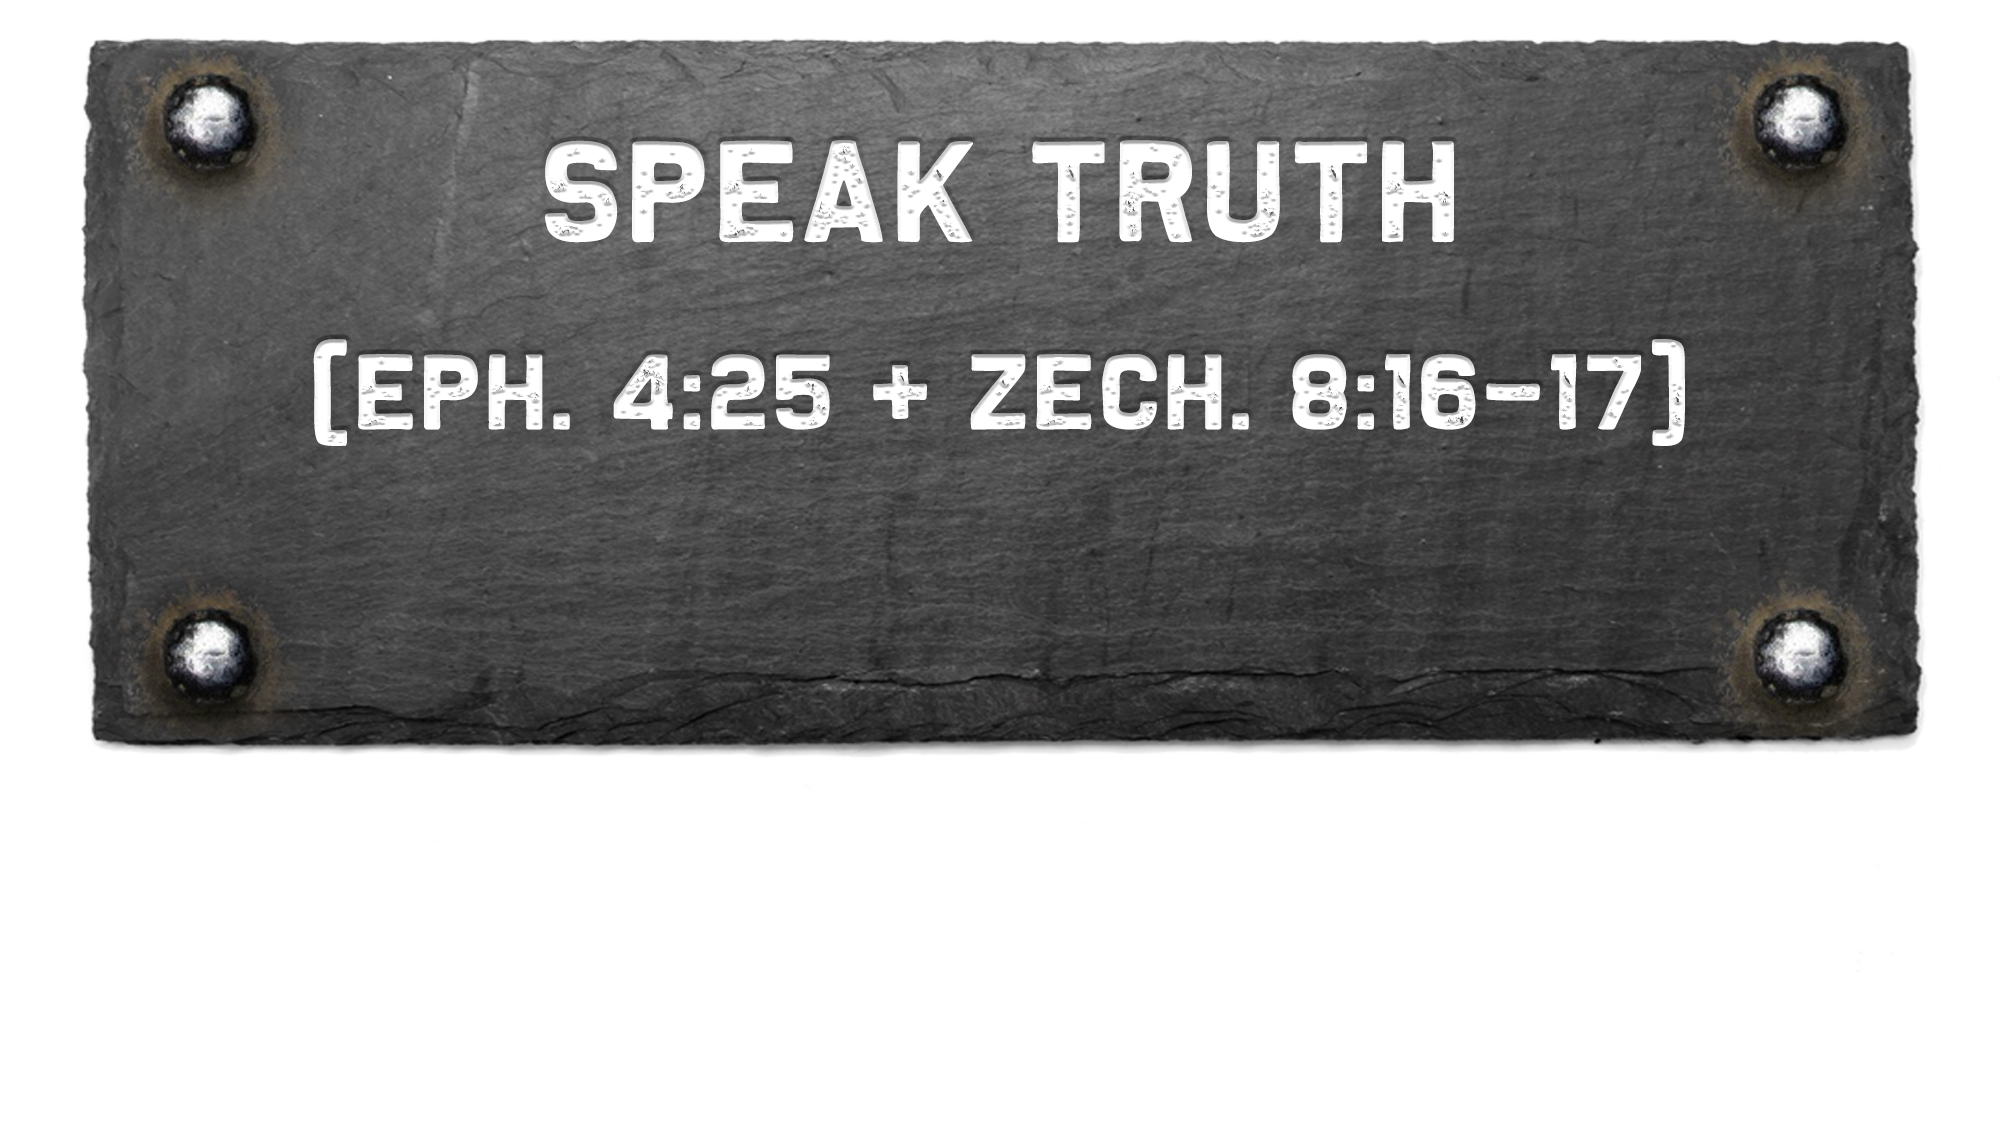 SPEAK TRUTH
[EPH. 4:25 + ZECH. 8:16-17]